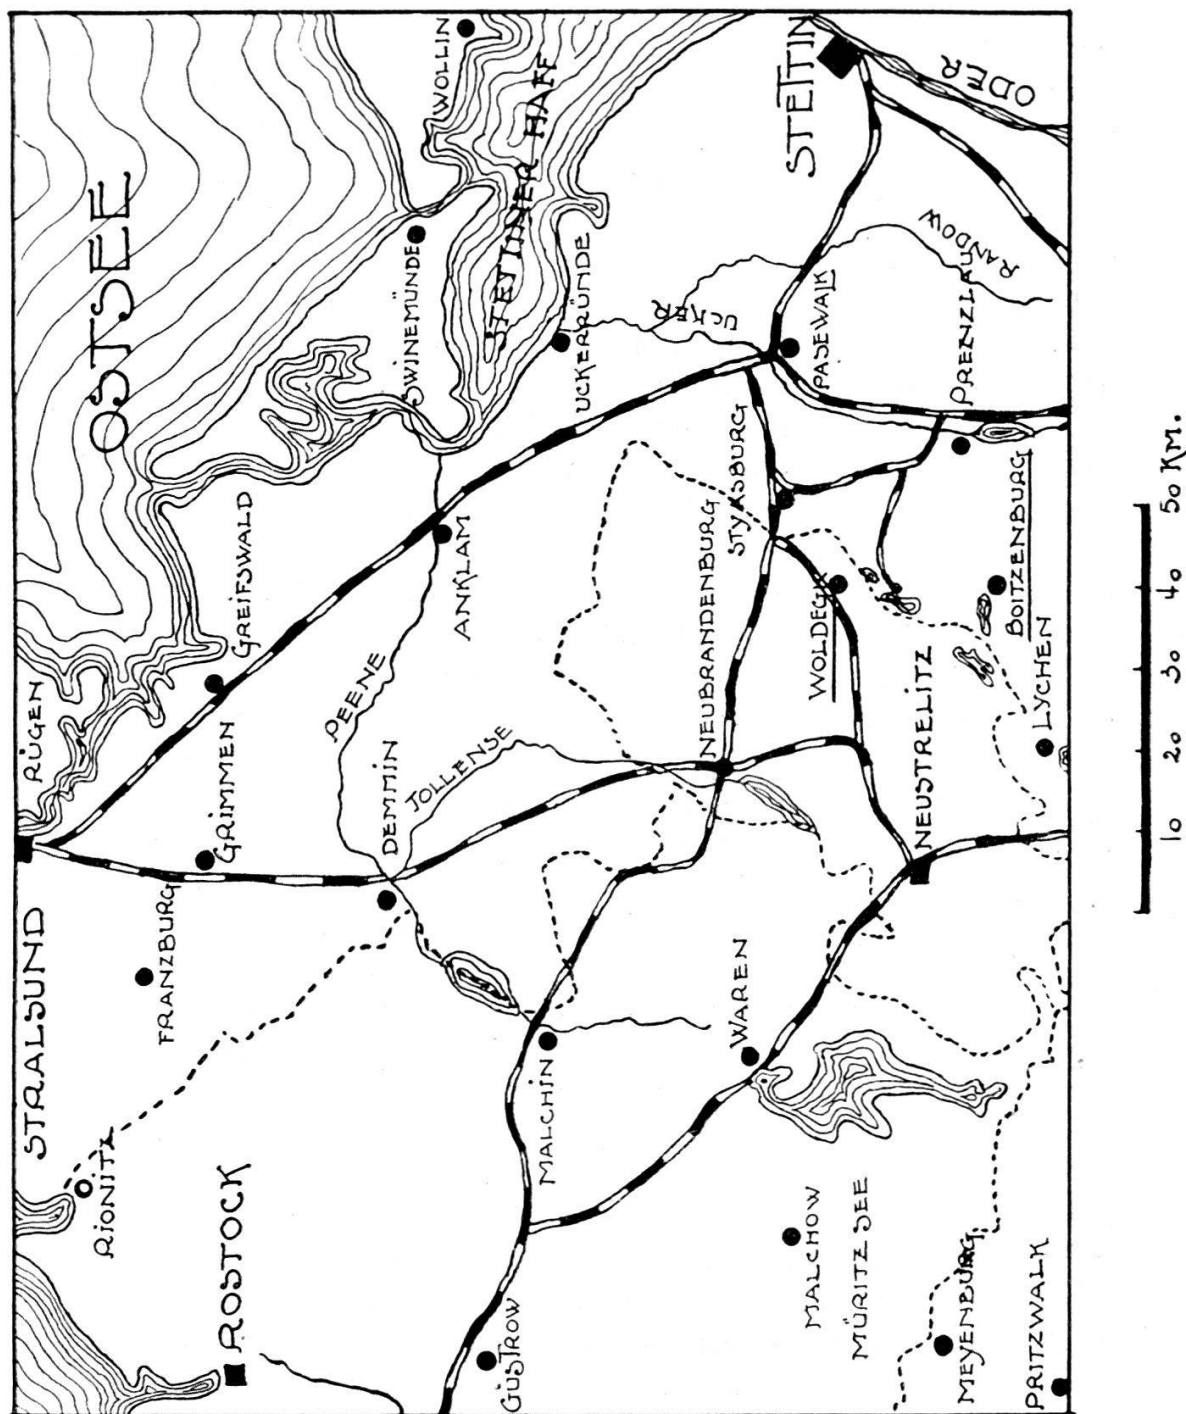 STRALSUND
RÜGEN
RIONITZ
OSTSEE
FRANZBURG
GRIMMEN
ROSTOCK
GREIFSWALD
PEENE
DEMMIN
SWINEMÜNDE
WOLLIN
JOLLENSE
ANKLAM
GÜSTROW
MALCHIN
STETTINER HAFF
UCKERMÜNDE
NEUBRANDENBURG
UCKER
STRASBURG
WAREN
STETTIN
MALCHOW
WOLDEGK
PASEWALK
MÜRITZ SEE
NEUSTRELITZ
PRENZLAU
RANDOW
ODER
MEYENBURG
BOITZENBURG
LYCHEN
PRITZWALK
10 20 30 40 50 KM.